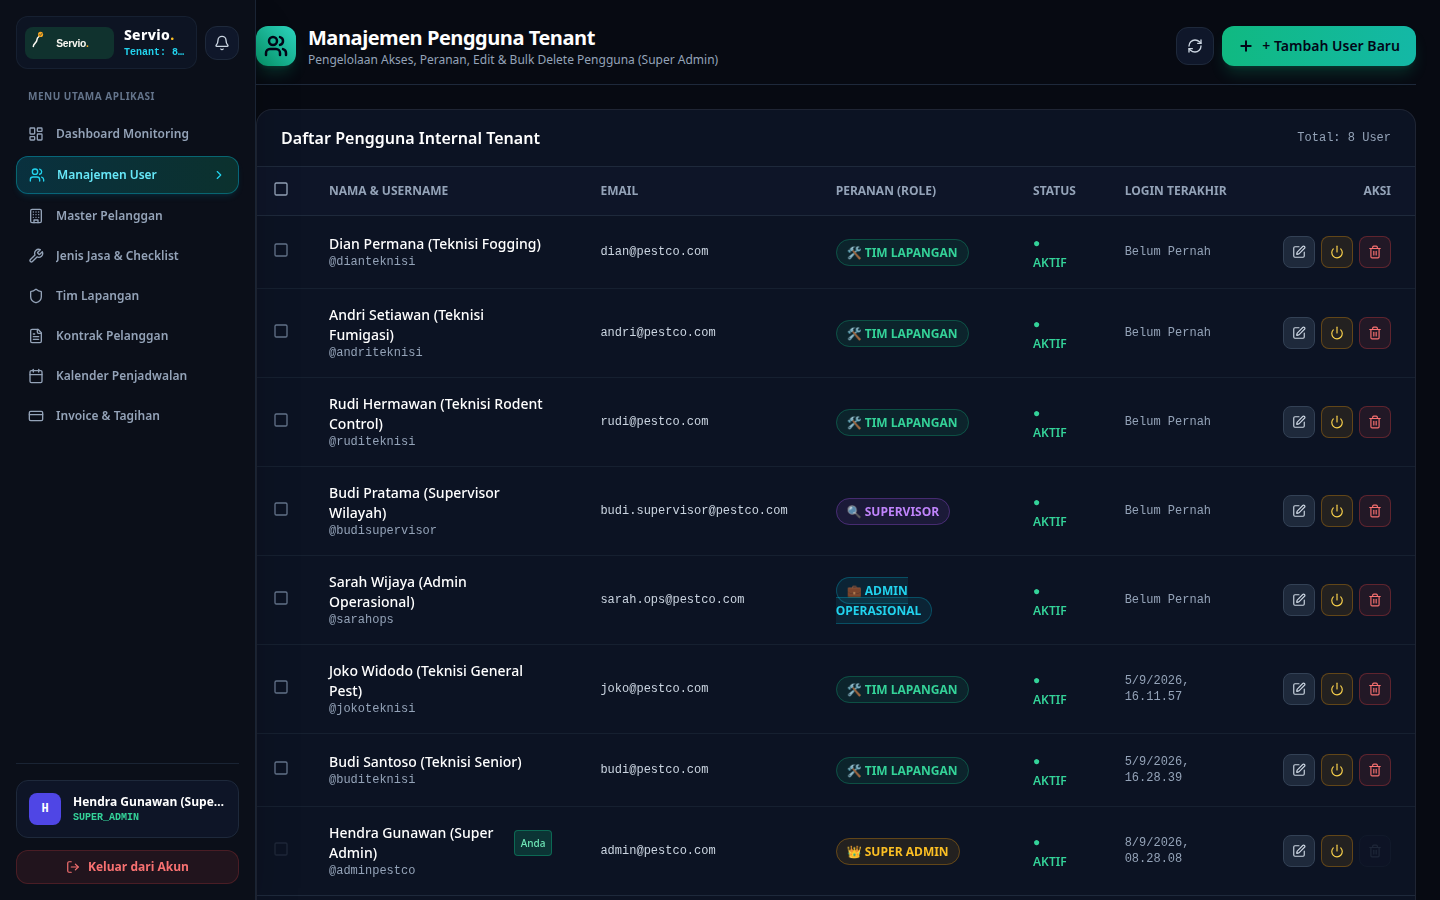 Servio.
Servio.
Tenant: 8…
MENU UTAMA APLIKASI
Dashboard Monitoring
Manajemen User
Master Pelanggan
Jenis Jasa & Checklist
Tim Lapangan
Kontrak Pelanggan
Kalender Penjadwalan
Invoice & Tagihan
H
Hendra Gunawan (Supe…
SUPER_ADMIN
Keluar dari Akun
Manajemen Pengguna Tenant
Pengelolaan Akses, Peranan, Edit & Bulk Delete Pengguna (Super Admin)
+ Tambah User Baru
Daftar Pengguna Internal Tenant
Total: 8 User
NAMA & USERNAME EMAIL PERANAN (ROLE) STATUS LOGIN TERAKHIR AKSI
Dian Permana (Teknisi Fogging)
@dianteknisi
dian@pestco.com
🛠️ TIM LAPANGAN
●
AKTIF
Belum Pernah
Andri Setiawan (Teknisi
Fumigasi)
@andriteknisi
andri@pestco.com
🛠️ TIM LAPANGAN
●
AKTIF
Belum Pernah
Rudi Hermawan (Teknisi Rodent
Control)
@ruditeknisi
rudi@pestco.com
🛠️ TIM LAPANGAN
●
AKTIF
Belum Pernah
Budi Pratama (Supervisor
Wilayah)
@budisupervisor
budi.supervisor@pestco.com
🔍 SUPERVISOR
●
AKTIF
Belum Pernah
Sarah Wijaya (Admin
Operasional)
@sarahops
sarah.ops@pestco.com
💼 ADMIN
OPERASIONAL
●
AKTIF
Belum Pernah
Joko Widodo (Teknisi General
Pest)
@jokoteknisi
joko@pestco.com
🛠️ TIM LAPANGAN
●
AKTIF
5/9/2026,
16.11.57
Budi Santoso (Teknisi Senior)
@buditeknisi
budi@pestco.com
🛠️ TIM LAPANGAN
●
AKTIF
5/9/2026,
16.28.39
Hendra Gunawan (Super
Admin)
Anda
@adminpestco
admin@pestco.com
👑 SUPER ADMIN
●
AKTIF
8/9/2026,
08.28.08